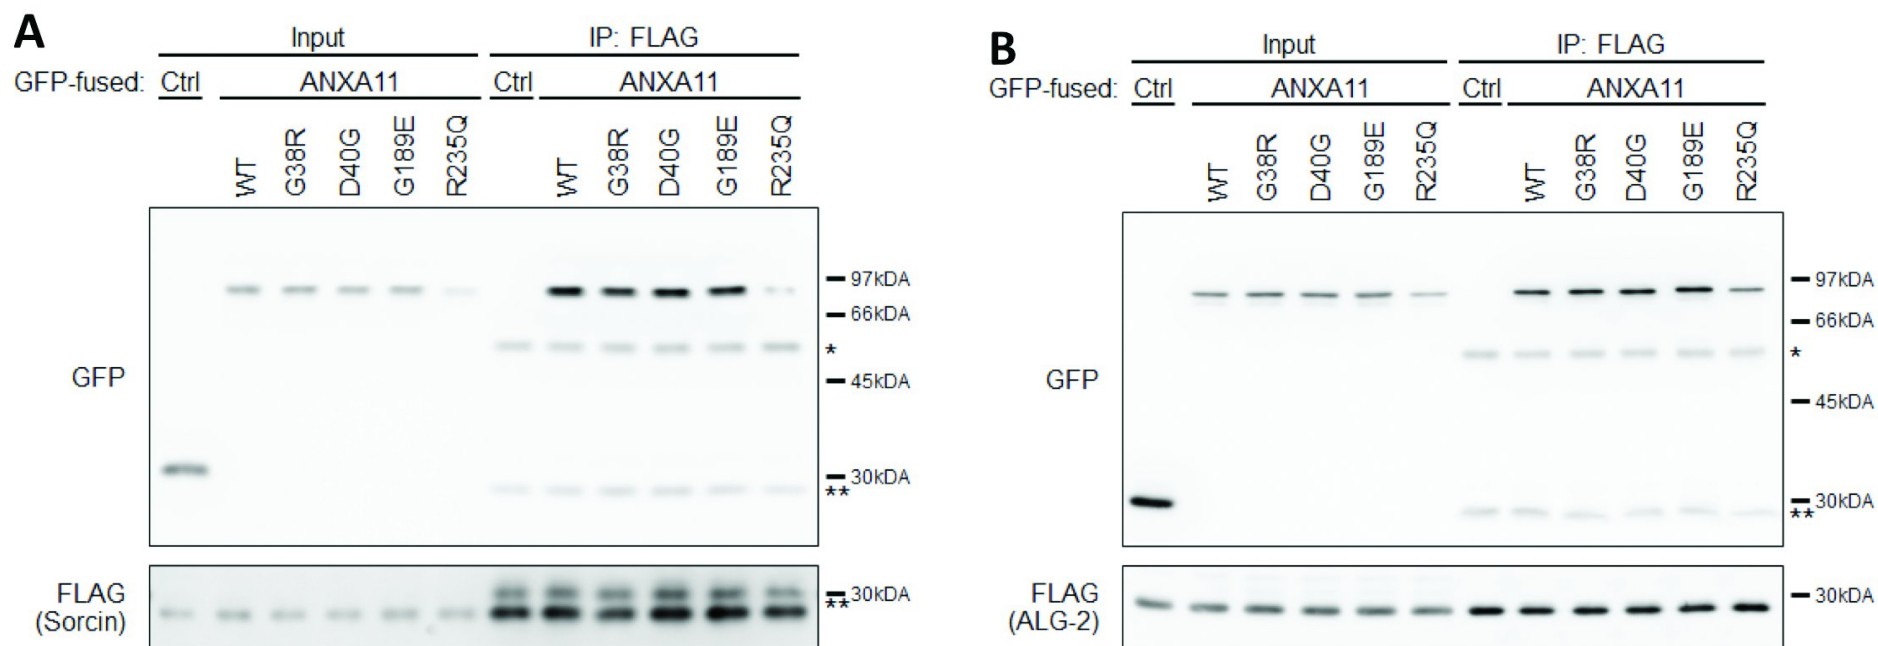 A
Input IP: FLAG
GFP-fused: Ctrl ANXA11 Ctrl ANXA11
WT G38R D40G G189E R235Q WT G38R D40G G189E R235Q
97kDA
66kDA
*
45kDA
GFP
30kDA
**
FLAG
(Sorcin)
30kDA
**
B
Input IP: FLAG
GFP-fused: Ctrl ANXA11 Ctrl ANXA11
WT G38R D40G G189E R235Q WT G38R D40G G189E R235Q
97kDA
66kDA
*
GFP
45kDA
30kDA
**
FLAG
(ALG-2)
30kDA